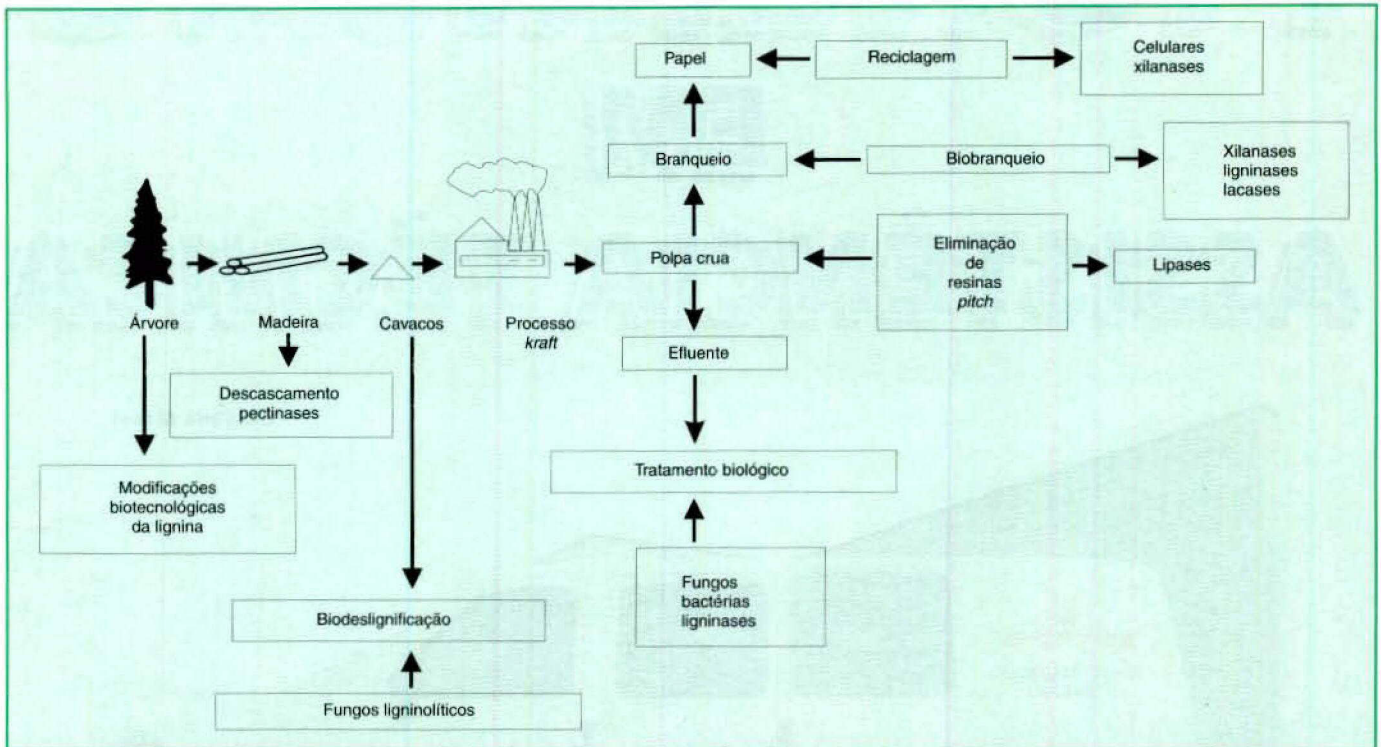 Papel
Reciclagem
Celulares
xilanases
Branqueio
Biobranqueio
Xilanases
ligninases
lacases
Polpa crua
Eliminação
de
resinas
pitch
Lipases
Árvore
Madeira
Cavacos
Processo
kraft
Efluente
Descascamento
pectinases
Tratamento biológico
Modificações
biotecnológicas
da lignina
Fungos
bactérias
ligninases
Biodeslignificação
Fungos ligninolíticos